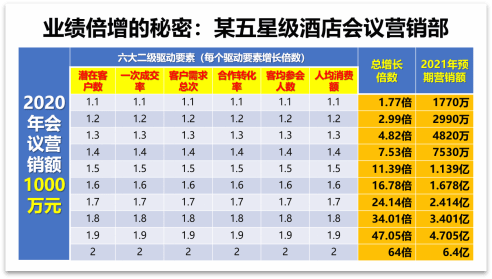 业绩倍增的秘密：某五星级酒店会议营销部
2020年会议营销额1000万元
六大二级驱动要素（每个驱动要素增长倍数） 总增长倍数 2021年预期营销额
潜在客户数 一次成交率 客户需求总次 合作转化率 客均参会人数 人均消费额
1.1 1.1 1.1 1.1 1.1 1.1 1.77倍 1770万
1.2 1.2 1.2 1.2 1.2 1.2 2.99倍 2990万
1.3 1.3 1.3 1.3 1.3 1.3 4.82倍 4820万
1.4 1.4 1.4 1.4 1.4 1.4 7.53倍 7530万
1.5 1.5 1.5 1.5 1.5 1.5 11.39倍 1.139亿
1.6 1.6 1.6 1.6 1.6 1.6 16.78倍 1.678亿
1.7 1.7 1.7 1.7 1.7 1.7 24.14倍 2.414亿
1.8 1.8 1.8 1.8 1.8 1.8 34.01倍 3.401亿
1.9 1.9 1.9 1.9 1.9 1.9 47.05倍 4.705亿
2 2 2 2 2 2 64倍 6.4亿